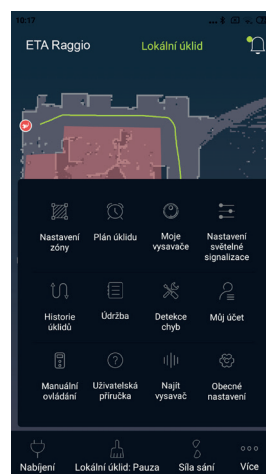 10:17
ETA Raggio
Lokální úklid
Nastavení zóny
Plán úklidu
Moje vysavače
Nastavení světelné signalizace
Historie úklidů
Údržba
Detekce chyb
Můj účet
Manuální ovládání
Uživatelská příručka
Najít vysavač
Obecné nastavení
Nabíjení
Lokální úklid: Pauza
Síla sání
Více